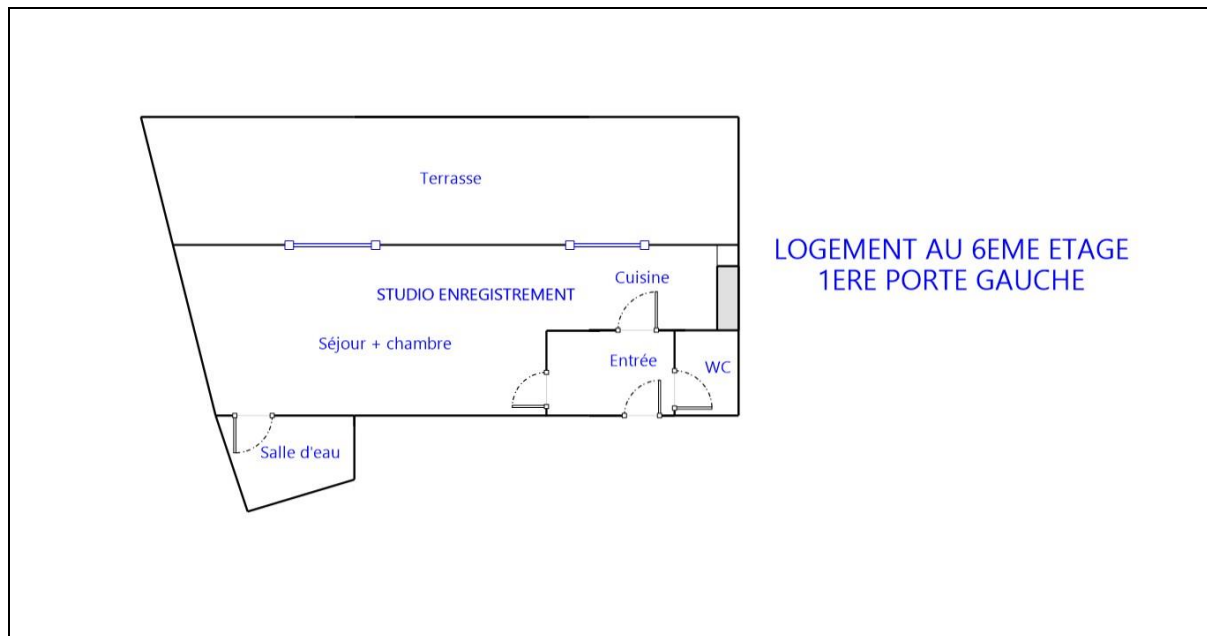 Terrasse
LOGEMENT AU 6EME ETAGE
1ERE PORTE GAUCHE
Cuisine
STUDIO ENREGISTREMENT
Séjour + chambre
Entrée
WC
Salle d'eau